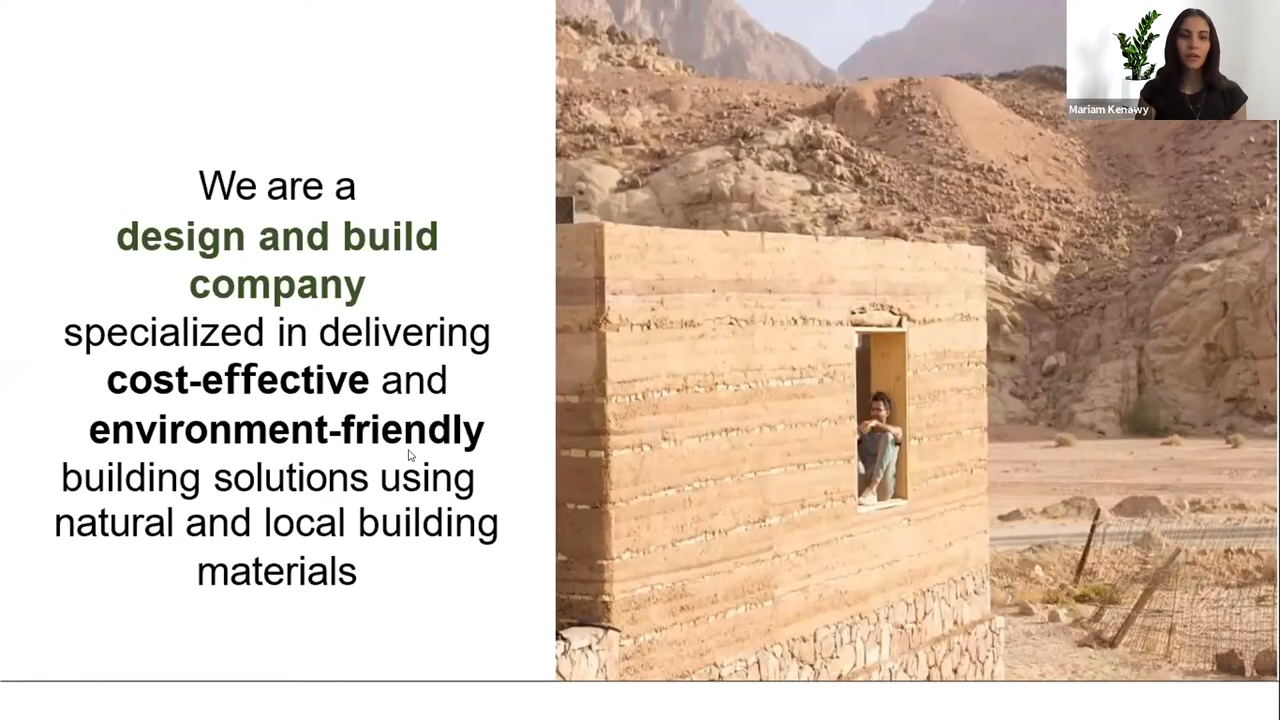 We are a
design and build
company
specialized in delivering
cost-effective and
environment-friendly
building solutions using
natural and local building
materials
Mariam Kenawy